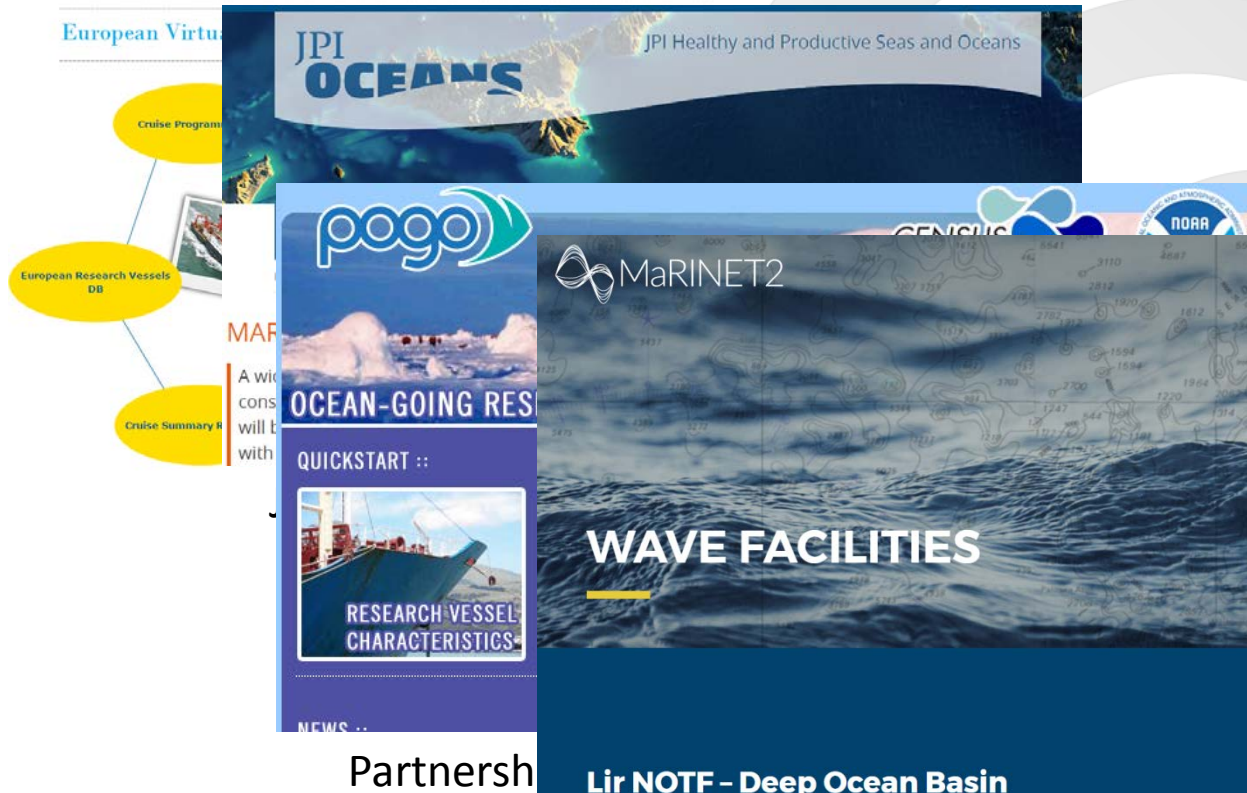 European Virtu
Cruise Program
European Research Vessels
DB
Cruise Summary R
JPI
OCEANS
JPI Healthy and Productive Seas and Oceans
MAR
A wid
cons
will b
with
pogo
CENSUS
NOAA
OCEAN-GOING RES
QUICKSTART ::
RESEARCH VESSEL
CHARACTERISTICS
NEWS ::
Partnersh
MaRINET2
WAVE FACILITIES
Lir NOTF – Deep Ocean Basin